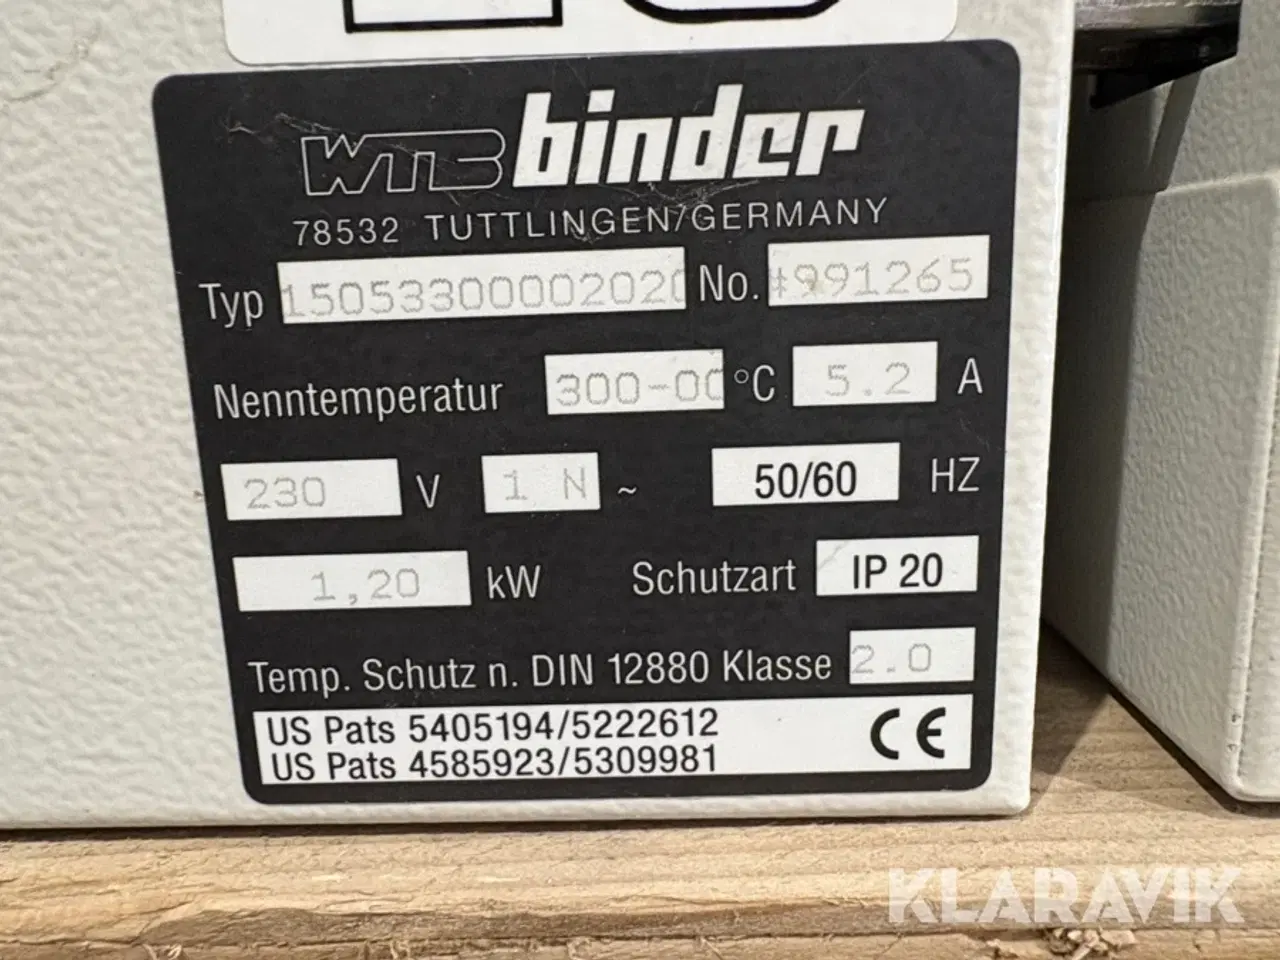 WTB binder
78532 TUTTLINGEN/GERMANY
Typ 15053300002020 No. #991265
Nenntemperatur 300-00 °C 5.2 A
230 V 1 N ~ 50/60 HZ
1,20 kW Schutzart IP 20
Temp. Schutz n. DIN 12880 Klasse 2.0
US Pats 5405194/5222612 CE
US Pats 4585923/5309981
KLARAVIK